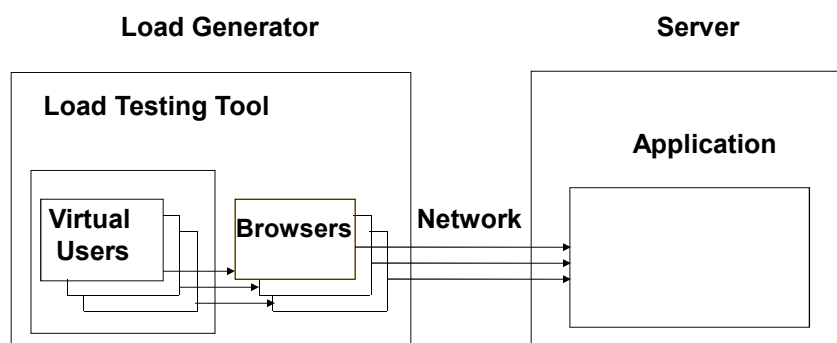 Load Generator
Server
Load Testing Tool
Application
Virtual
Users
Browsers
Network